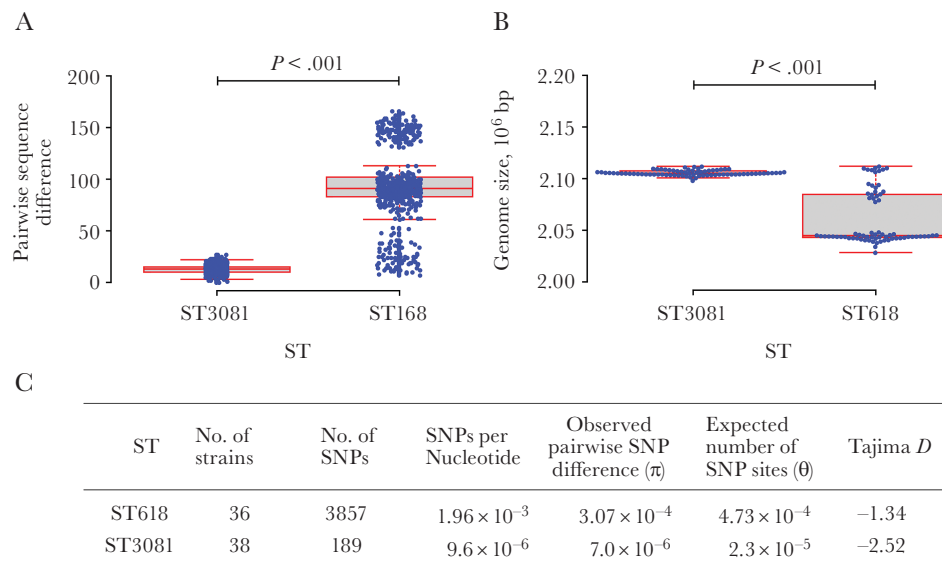 A
P < .001
200
150
100
50
0
Pairwise sequence
difference
ST3081 ST168
ST
B
P < .001
2.20
2.15
2.10
2.05
2.00
Genome size, 10⁶ bp
ST3081 ST618
ST
C
ST No. of strains No. of SNPs SNPs per Nucleotide Observed pairwise SNP difference (π) Expected number of SNP sites (θ) Tajima D
ST618 36 3857 1.96 × 10⁻³ 3.07 × 10⁻⁴ 4.73 × 10⁻⁴ –1.34
ST3081 38 189 9.6 × 10⁻⁶ 7.0 × 10⁻⁶ 2.3 × 10⁻⁵ –2.52